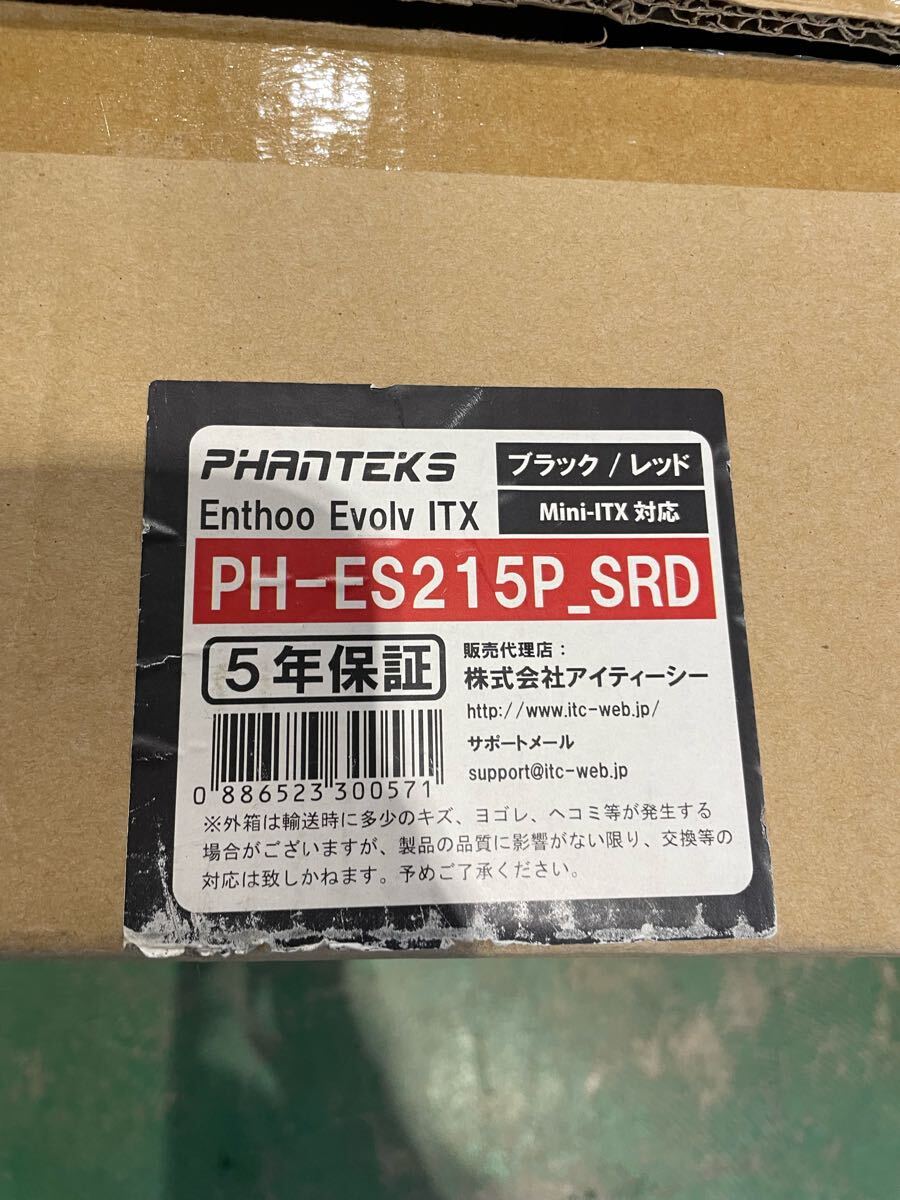 PHANTEKS
ブラック / レッド
Enthoo Evolv ITX
Mini-ITX 対応
PH-ES215P_SRD
5年保証
販売代理店：
株式会社アイティーシー
http://www.itc-web.jp/
サポートメール
support@itc-web.jp
0 886523 300571
※外箱は輸送時に多少のキズ、ヨゴレ、ヘコミ等が発生する
場合がございますが、製品の品質に影響がない限り、交換等の
対応は致しかねます。予めご了承ください。